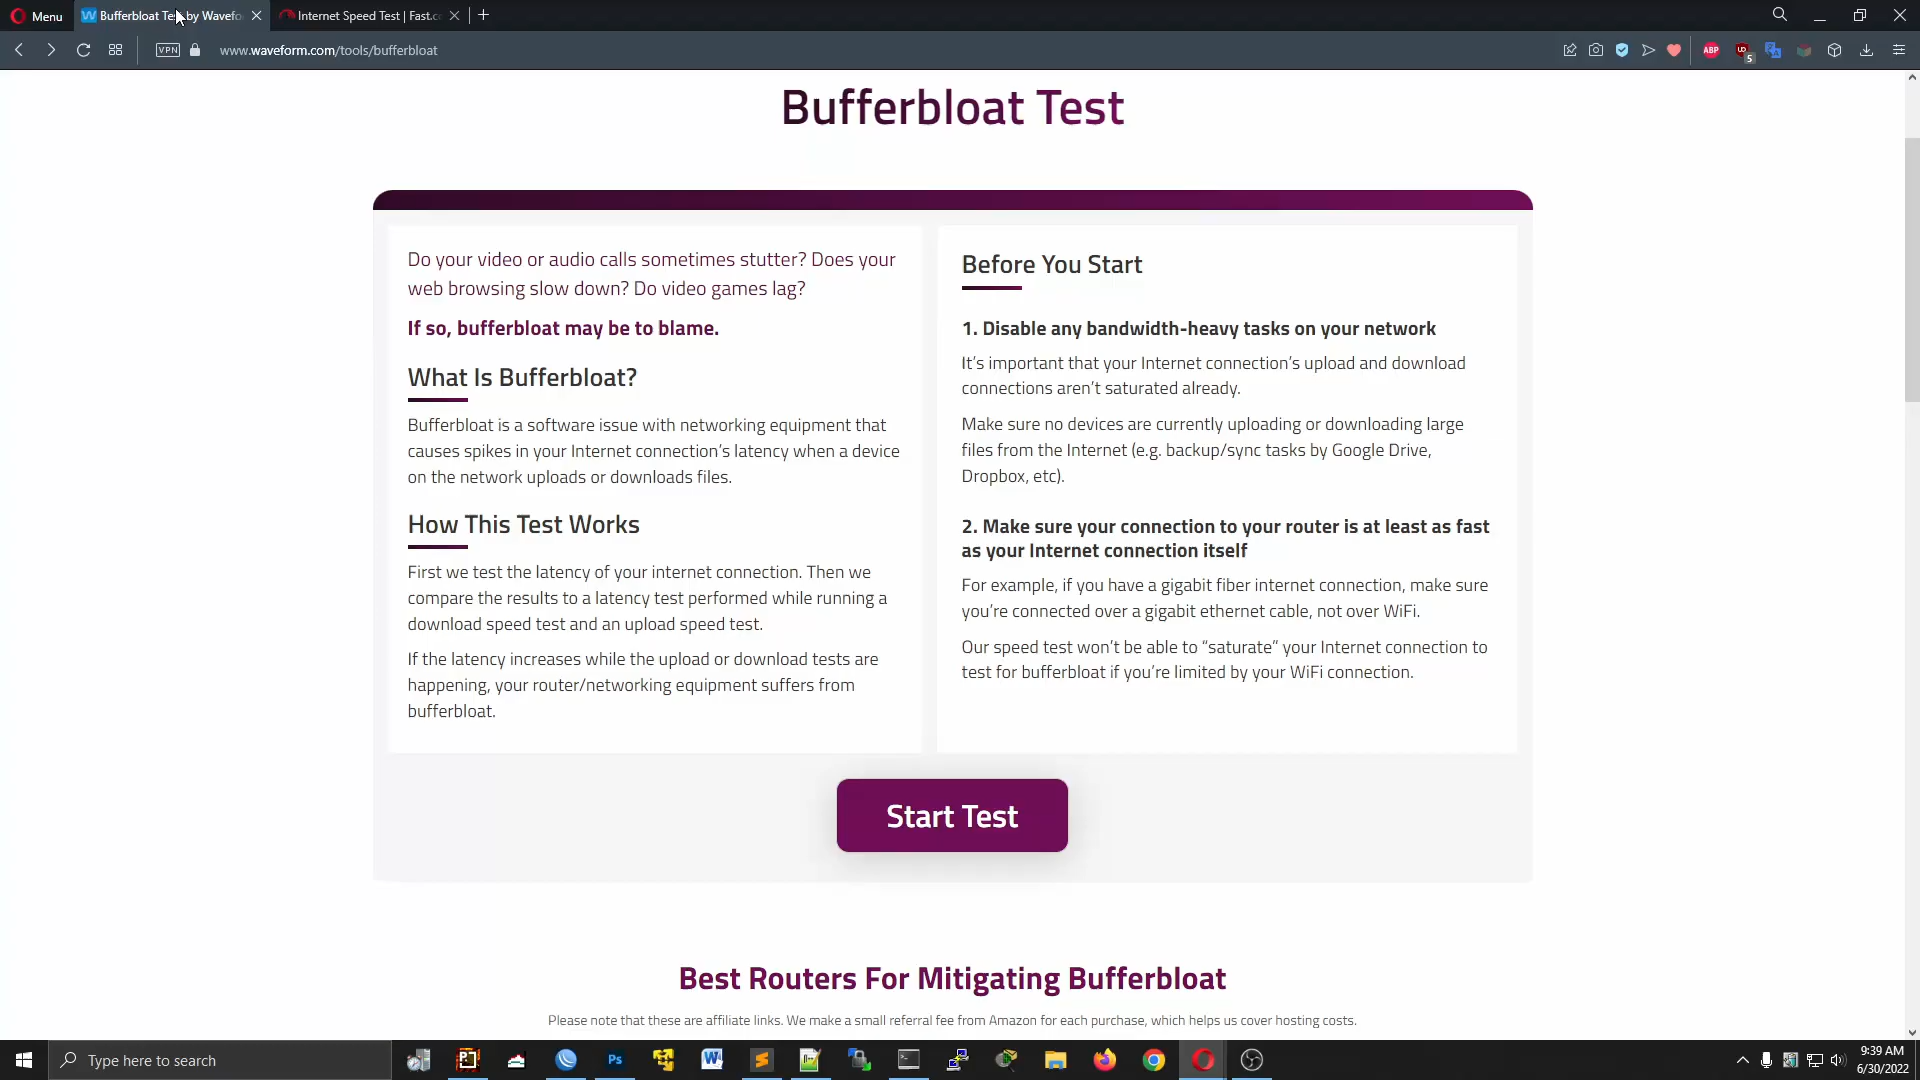 Menu
Bufferbloat Test by Wavefo
Internet Speed Test | Fast.c
VPN
www.waveform.com/tools/bufferbloat
ABP
5
Bufferbloat Test
Do your video or audio calls sometimes stutter? Does your
web browsing slow down? Do video games lag?
If so, bufferbloat may be to blame.
What Is Bufferbloat?
Bufferbloat is a software issue with networking equipment that
causes spikes in your Internet connection's latency when a device
on the network uploads or downloads files.
How This Test Works
First we test the latency of your internet connection. Then we
compare the results to a latency test performed while running a
download speed test and an upload speed test.
If the latency increases while the upload or download tests are
happening, your router/networking equipment suffers from
bufferbloat.
Before You Start
1. Disable any bandwidth-heavy tasks on your network
It's important that your Internet connection's upload and download
connections aren't saturated already.
Make sure no devices are currently uploading or downloading large
files from the Internet (e.g. backup/sync tasks by Google Drive,
Dropbox, etc).
2. Make sure your connection to your router is at least as fast
as your Internet connection itself
For example, if you have a gigabit fiber internet connection, make sure
you're connected over a gigabit ethernet cable, not over WiFi.
Our speed test won't be able to “saturate” your Internet connection to
test for bufferbloat if you're limited by your WiFi connection.
Start Test
Best Routers For Mitigating Bufferbloat
Please note that these are affiliate links. We make a small referral fee from Amazon for each purchase, which helps us cover hosting costs.
Type here to search
Ps
9:39 AM
6/30/2022